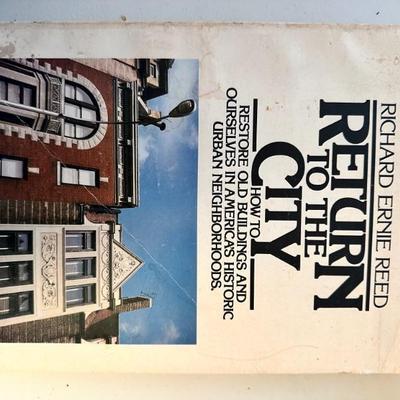 RICHARD ERNIE REED
RETURN
TO THE
CITY
HOW TO
RESTORE OLD BUILDINGS AND
OURSELVES IN AMERICA'S HISTORIC
URBAN NEIGHBORHOODS.